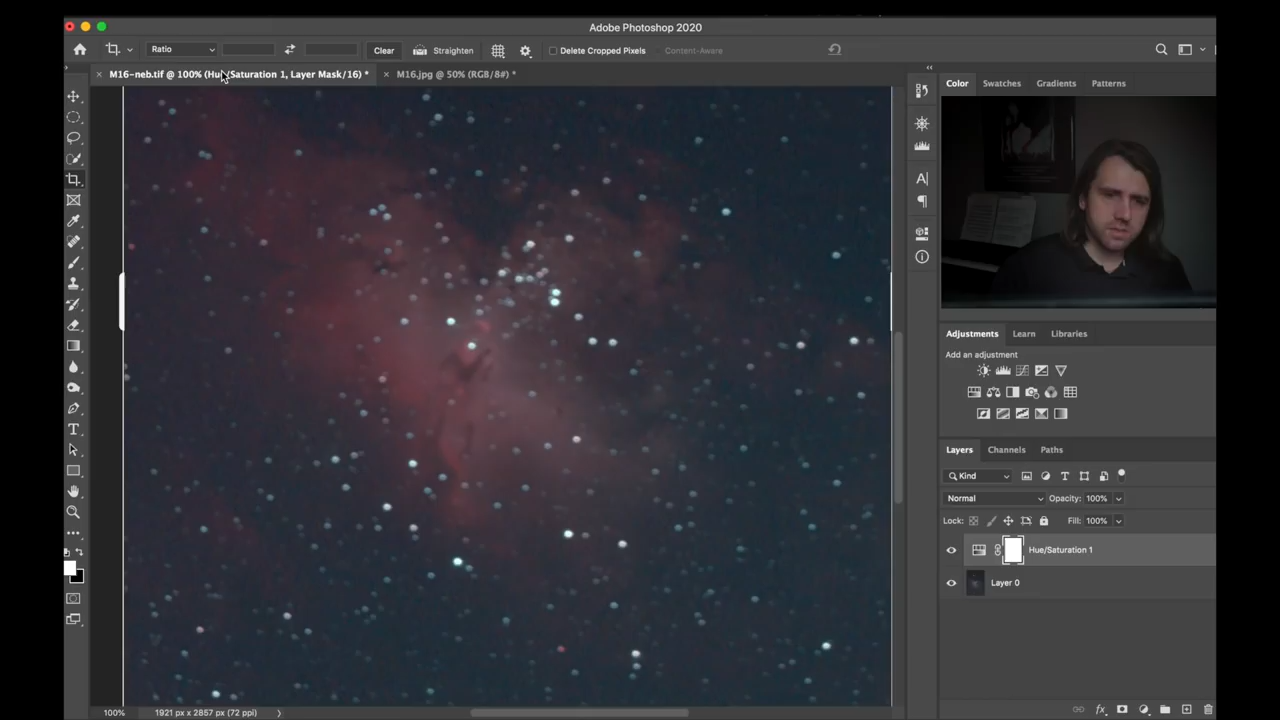 Adobe Photoshop 2020
Ratio
Clear
Straighten
Delete Cropped Pixels
Content-Aware
M16-neb.tif @ 100% (Hue/Saturation 1, Layer Mask/16) *
M16.jpg @ 50% (RGB/8#) *
Color
Swatches
Gradients
Patterns
Adjustments
Learn
Libraries
Add an adjustment
Layers
Channels
Paths
Kind
Normal
Opacity: 100%
Lock:
Fill: 100%
Hue/Saturation 1
Layer 0
100%
1921 px x 2857 px (72 ppi)